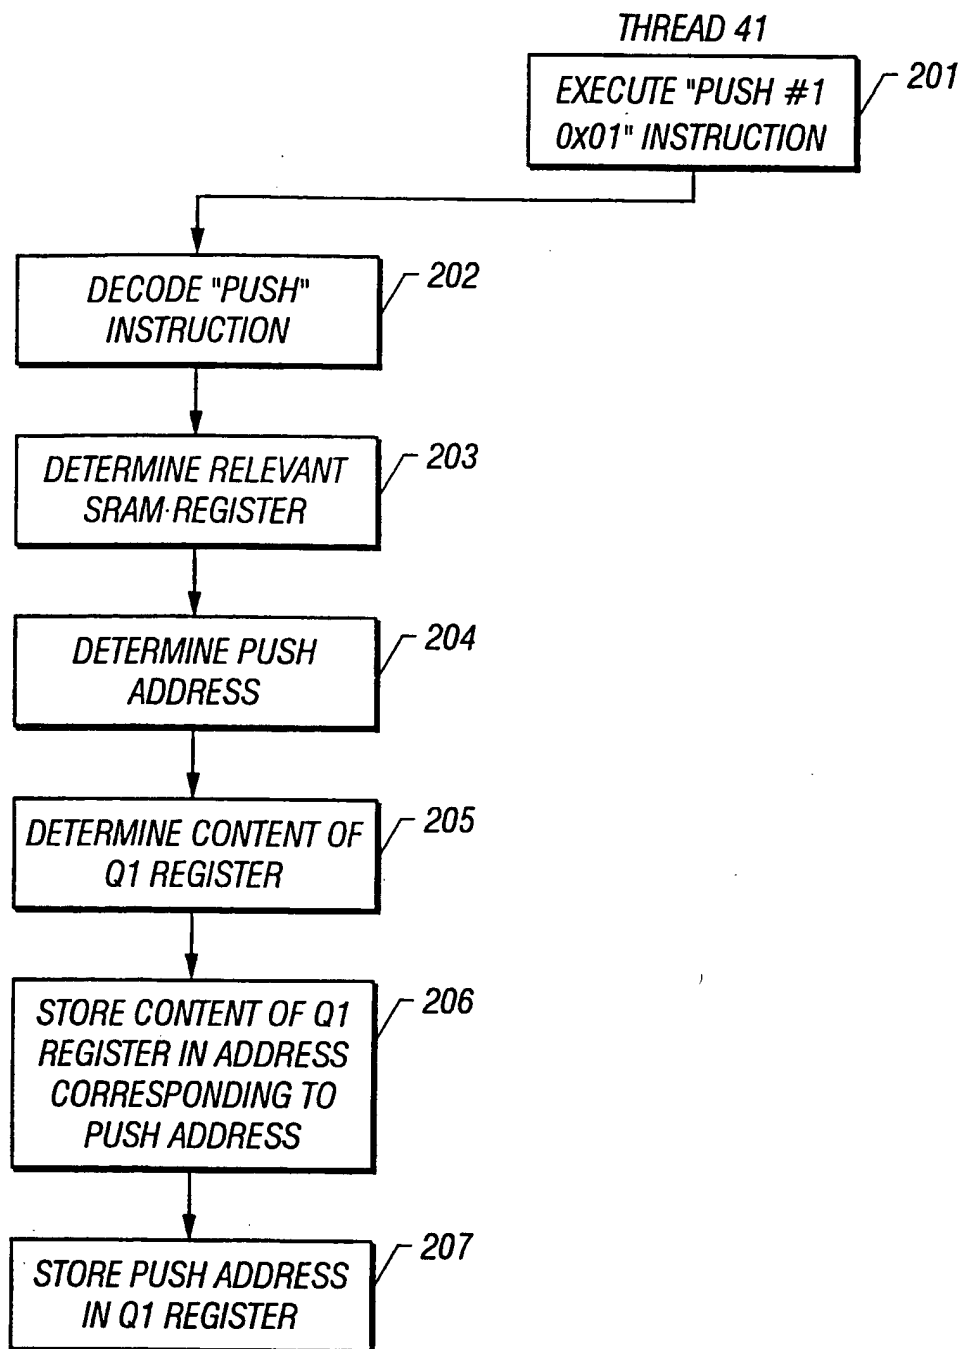 THREAD 41
EXECUTE "PUSH #1
0x01" INSTRUCTION
201
DECODE "PUSH"
INSTRUCTION
202
DETERMINE RELEVANT
SRAM REGISTER
203
DETERMINE PUSH
ADDRESS
204
DETERMINE CONTENT OF
Q1 REGISTER
205
STORE CONTENT OF Q1
REGISTER IN ADDRESS
CORRESPONDING TO
PUSH ADDRESS
206
STORE PUSH ADDRESS
IN Q1 REGISTER
207